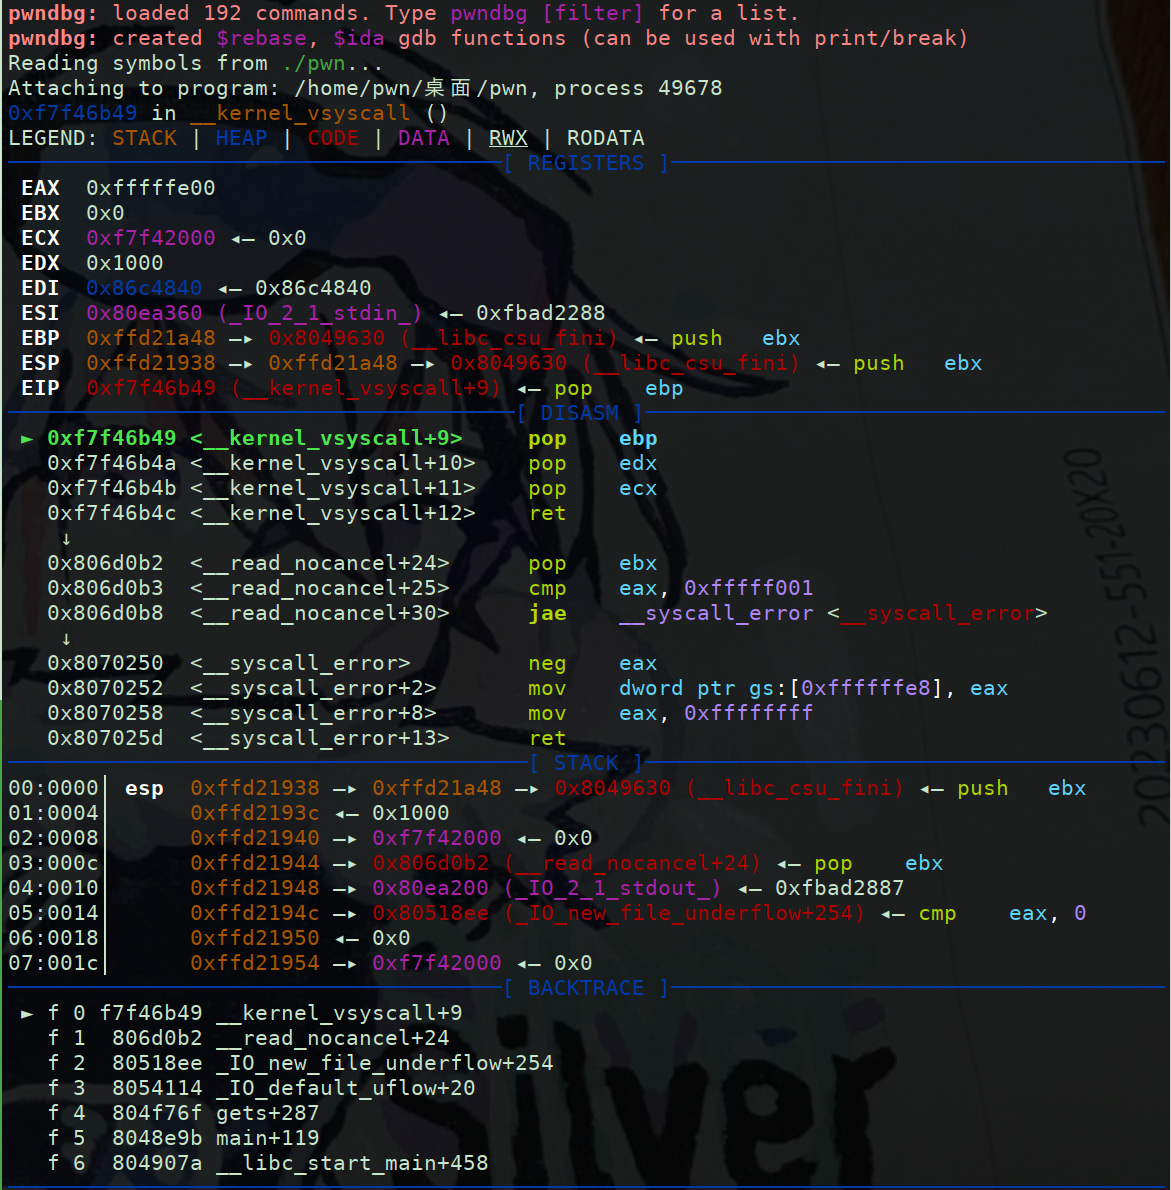 pwndbg: loaded 192 commands. Type pwndbg [filter] for a list.
pwndbg: created $rebase, $ida gdb functions (can be used with print/break)
Reading symbols from ./pwn...
Attaching to program: /home/pwn/桌面/pwn, process 49678
0xf7f46b49 in __kernel_vsyscall ()
LEGEND: STACK | HEAP | CODE | DATA | RWX | RODATA
[ REGISTERS ]
EAX 0xfffffe00
EBX 0x0
ECX 0xf7f42000 ◂— 0x0
EDX 0x1000
EDI 0x86c4840 ◂— 0x86c4840
ESI 0x80ea360 (_IO_2_1_stdin_) ◂— 0xfbad2288
EBP 0xffd21a48 —▸ 0x8049630 (__libc_csu_fini) ◂— push ebx
ESP 0xffd21938 —▸ 0xffd21a48 —▸ 0x8049630 (__libc_csu_fini) ◂— push ebx
EIP 0xf7f46b49 (__kernel_vsyscall+9) ◂— pop ebp
[ DISASM ]
► 0xf7f46b49 <__kernel_vsyscall+9> pop ebp
0xf7f46b4a <__kernel_vsyscall+10> pop edx
0xf7f46b4b <__kernel_vsyscall+11> pop ecx
0xf7f46b4c <__kernel_vsyscall+12> ret
↓
0x806d0b2 <__read_nocancel+24> pop ebx
0x806d0b3 <__read_nocancel+25> cmp eax, 0xfffff001
0x806d0b8 <__read_nocancel+30> jae __syscall_error <__syscall_error>
↓
0x8070250 <__syscall_error> neg eax
0x8070252 <__syscall_error+2> mov dword ptr gs:[0xffffffe8], eax
0x8070258 <__syscall_error+8> mov eax, 0xffffffff
0x807025d <__syscall_error+13> ret
[ STACK ]
00:0000│ esp 0xffd21938 —▸ 0xffd21a48 —▸ 0x8049630 (__libc_csu_fini) ◂— push ebx
01:0004│ 0xffd2193c ◂— 0x1000
02:0008│ 0xffd21940 —▸ 0xf7f42000 ◂— 0x0
03:000c│ 0xffd21944 —▸ 0x806d0b2 (__read_nocancel+24) ◂— pop ebx
04:0010│ 0xffd21948 —▸ 0x80ea200 (_IO_2_1_stdout_) ◂— 0xfbad2887
05:0014│ 0xffd2194c —▸ 0x80518ee (_IO_new_file_underflow+254) ◂— cmp eax, 0
06:0018│ 0xffd21950 ◂— 0x0
07:001c│ 0xffd21954 —▸ 0xf7f42000 ◂— 0x0
[ BACKTRACE ]
► f 0 f7f46b49 __kernel_vsyscall+9
f 1 806d0b2 __read_nocancel+24
f 2 80518ee _IO_new_file_underflow+254
f 3 8054114 _IO_default_uflow+20
f 4 804f76f gets+287
f 5 8048e9b main+119
f 6 804907a __libc_start_main+458
20230612-551-20X20
silver